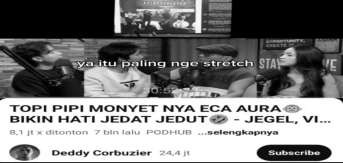 ya itu paling nge stretch
TOPI PIPI MONYET NYA ECA AURA
BIKIN HATI JEDAT JEDUT🤣 - JEGEL, VI...
8,1 jt x ditonton 7 bln lalu PODHUB ...selengkapnya
Deddy Corbuzier 24,4 jt Subscribe